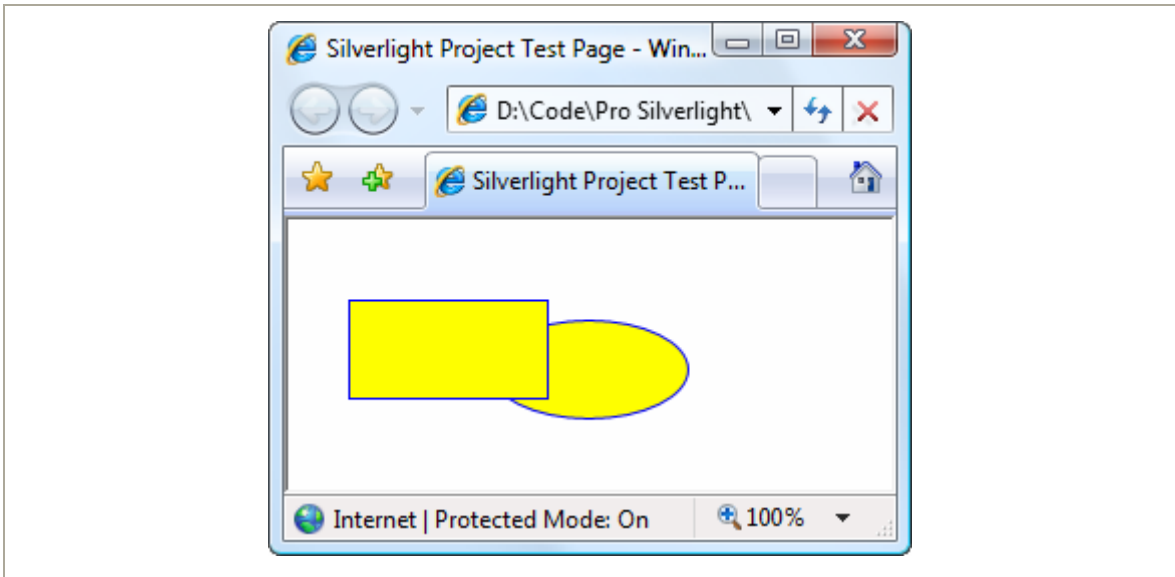 Silverlight Project Test Page - Win...
D:\Code\Pro Silverlight\
Silverlight Project Test P...
Internet | Protected Mode: On
100%